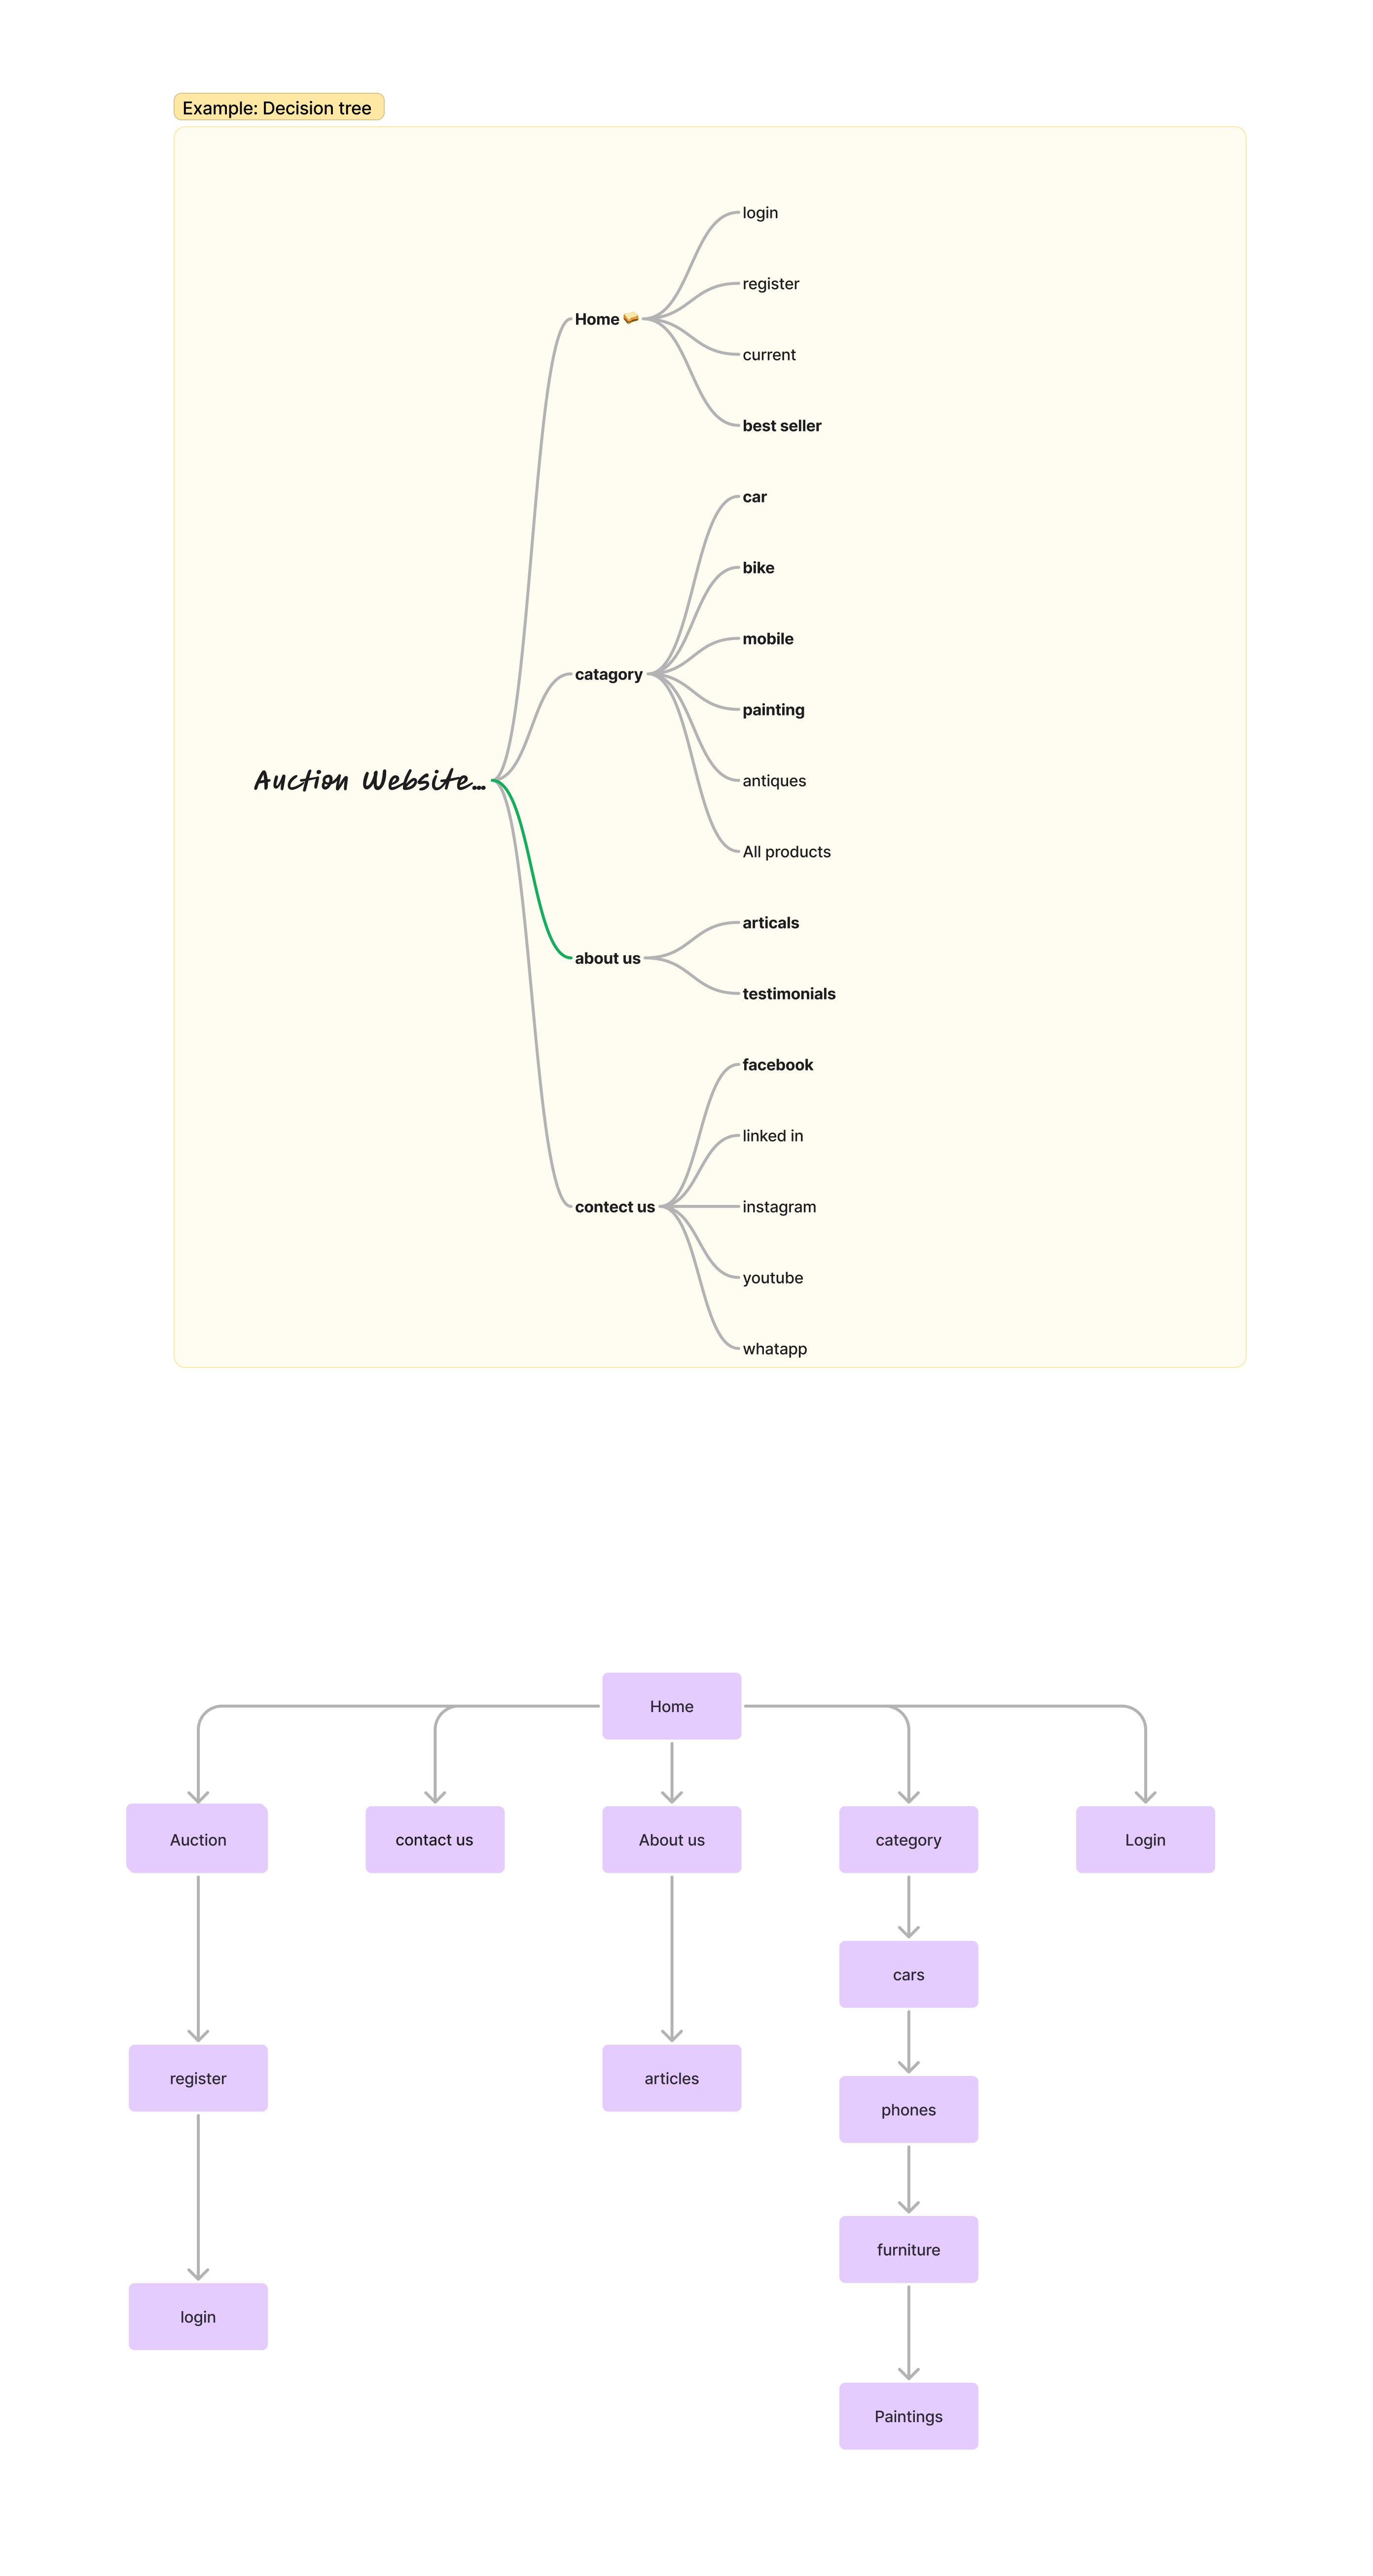 Example: Decision tree
login
register
Home
current
best seller
car
bike
mobile
catagory
painting
Auction Website...
antiques
All products
articals
about us
testimonials
facebook
linked in
contect us
instagram
youtube
whatapp
Home
Auction
contact us
About us
category
Login
cars
register
articles
phones
furniture
login
Paintings